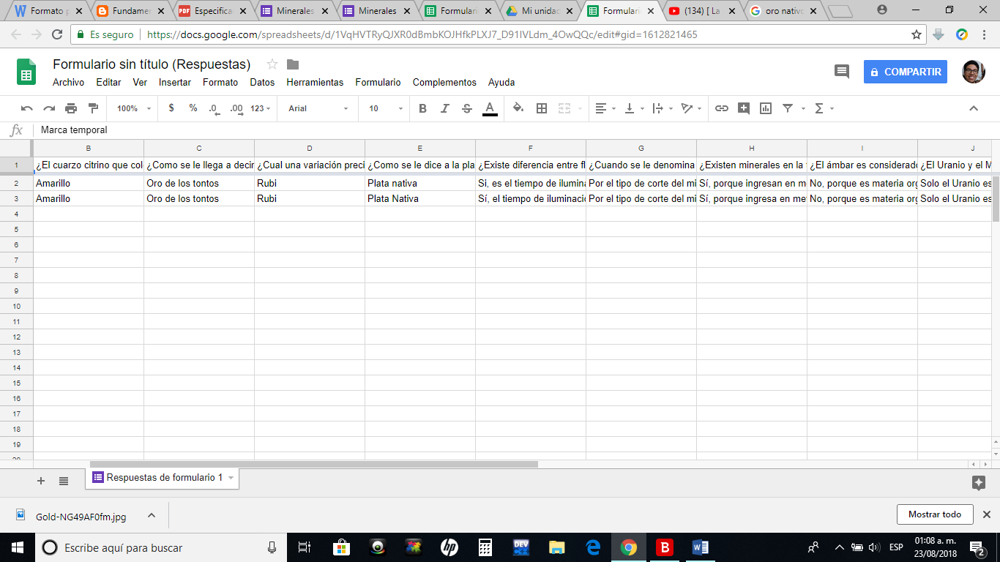 Formato p
Fundamen
PDF Especifica
Minerales
Minerales
Formulari
Mi unidad
Formulari
(134) [ La
oro nativo
Es seguro https://docs.google.com/spreadsheets/d/1VqHVTRyQJXR0dBmbKOJHfkPLXJ7_D91IVLdm_4OwQQc/edit#gid=1612821465
Formulario sin título (Respuestas)
COMPARTIR
Archivo Editar Ver Insertar Formato Datos Herramientas Formulario Complementos Ayuda
100% $ % .0 .00 123 Arial 10 B I S A
fx Marca temporal
B C D E F G H I J
1 ¿El cuarzo citrino que col ¿Como se le llega a decir ¿Cual una variación preci ¿Como se le dice a la pla ¿Existe diferencia entre fl ¿Cuando se le denomina ¿Existen minerales en la ¿El ámbar es considerado ¿El Uranio y el M
2 Amarillo Oro de los tontos Rubi Plata nativa Si, es el tiempo de ilumina Por el tipo de corte del mi Sí, porque ingresan en m No, porque es materia org Solo el Uranio es
3 Amarillo Oro de los tontos Rubi Plata Nativa Sí, el tiempo de iluminacio Por el tipo de corte del mi Sí, porque ingresa en me No, porque es materia org Solo el Uranio es
4
5
6
7
8
9
10
11
12
13
14
15
16
17
18
19
20
+ Respuestas de formulario 1
Gold-NG49AF0fm.jpg
Mostrar todo
Escribe aquí para buscar
hp
DEV
B
ESP
01:08 a. m.
23/08/2018
2